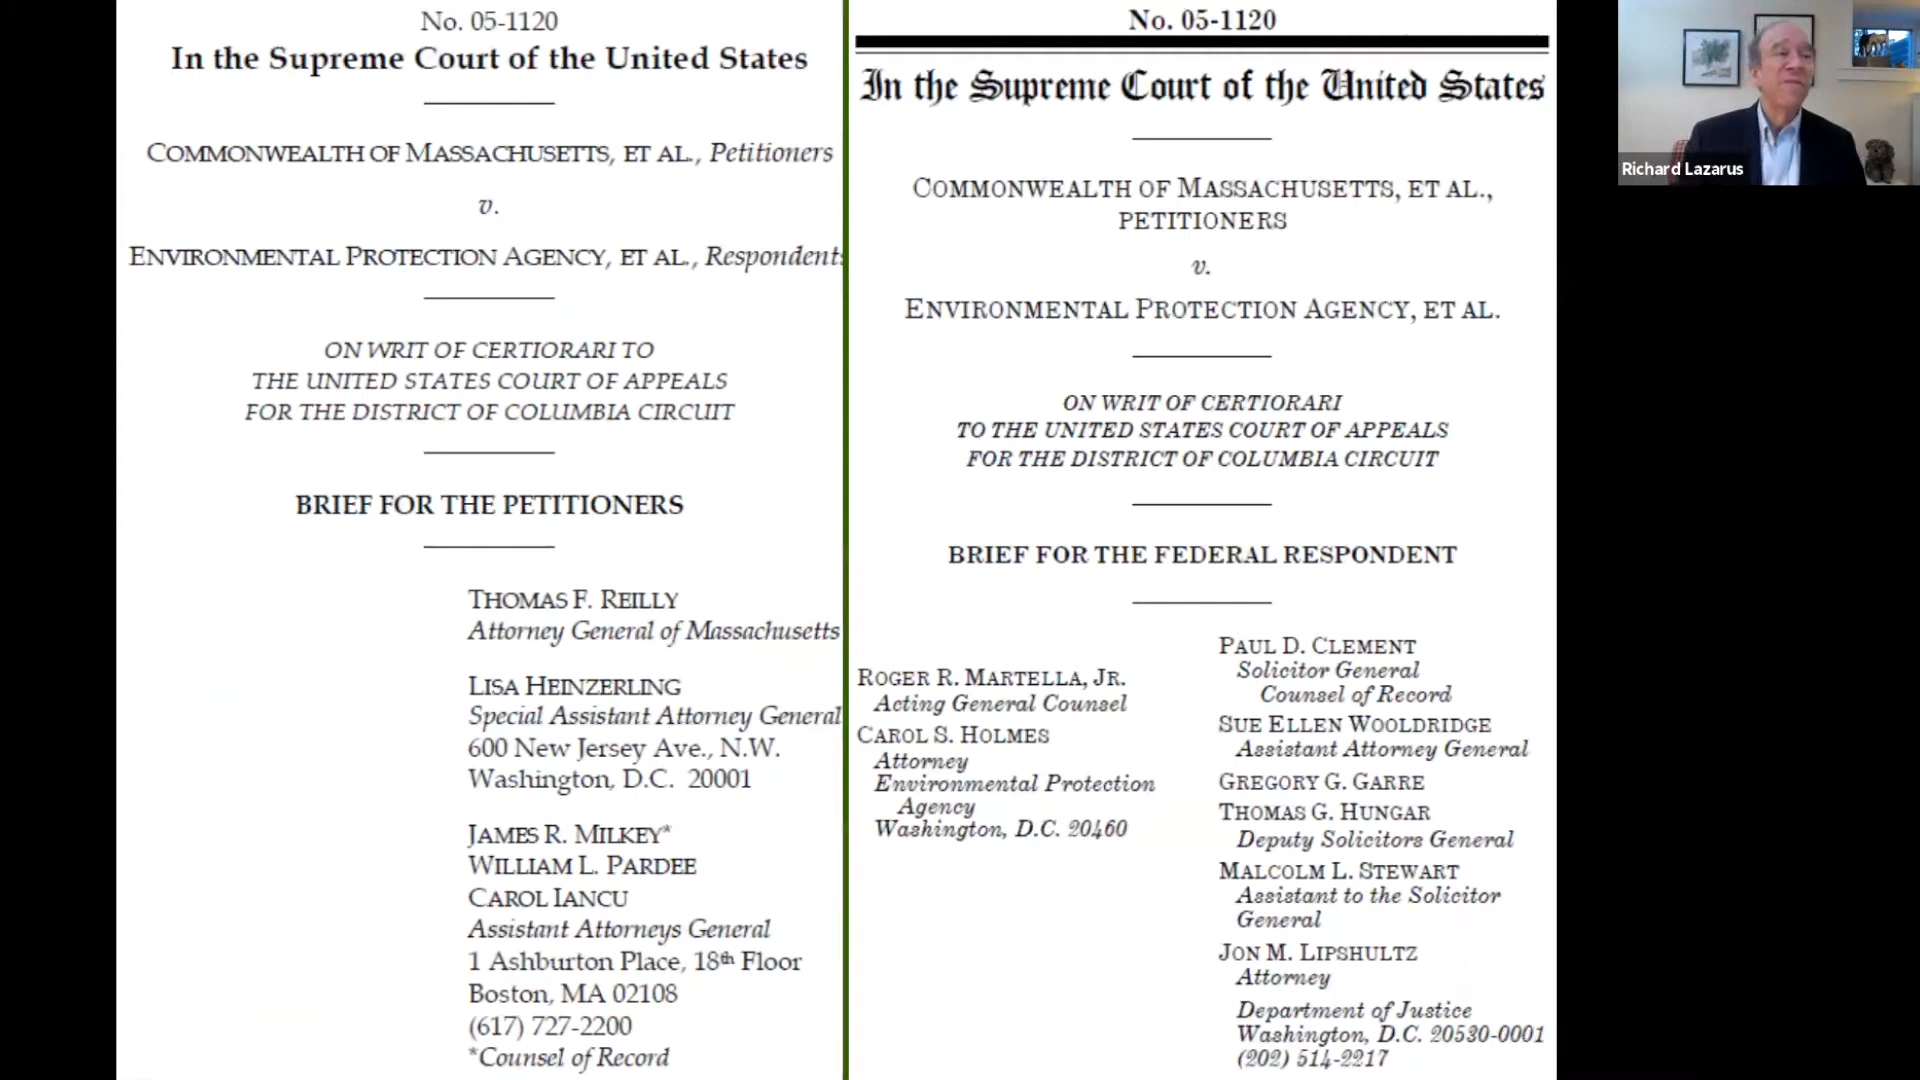 No. 05-1120
In the Supreme Court of the United States
COMMONWEALTH OF MASSACHUSETTS, ET AL., Petitioners
v.
ENVIRONMENTAL PROTECTION AGENCY, ET AL., Respondents
ON WRIT OF CERTIORARI TO
THE UNITED STATES COURT OF APPEALS
FOR THE DISTRICT OF COLUMBIA CIRCUIT
BRIEF FOR THE PETITIONERS
THOMAS F. REILLY
Attorney General of Massachusetts
LISA HEINZERLING
Special Assistant Attorney General
600 New Jersey Ave., N.W.
Washington, D.C. 20001
JAMES R. MILKEY*
WILLIAM L. PARDEE
CAROL IANCU
Assistant Attorneys General
1 Ashburton Place, 18th Floor
Boston, MA 02108
(617) 727-2200
*Counsel of Record
No. 05-1120
In the Supreme Court of the United States
COMMONWEALTH OF MASSACHUSETTS, ET AL.,
PETITIONERS
v.
ENVIRONMENTAL PROTECTION AGENCY, ET AL.
ON WRIT OF CERTIORARI
TO THE UNITED STATES COURT OF APPEALS
FOR THE DISTRICT OF COLUMBIA CIRCUIT
BRIEF FOR THE FEDERAL RESPONDENT
ROGER R. MARTELLA, JR.
Acting General Counsel
CAROL S. HOLMES
Attorney
Environmental Protection
Agency
Washington, D.C. 20460
PAUL D. CLEMENT
Solicitor General
Counsel of Record
SUE ELLEN WOOLDRIDGE
Assistant Attorney General
GREGORY G. GARRE
THOMAS G. HUNGAR
Deputy Solicitors General
MALCOLM L. STEWART
Assistant to the Solicitor
General
JON M. LIPSHULTZ
Attorney
Department of Justice
Washington, D.C. 20530-0001
(202) 514-2217
Richard Lazarus